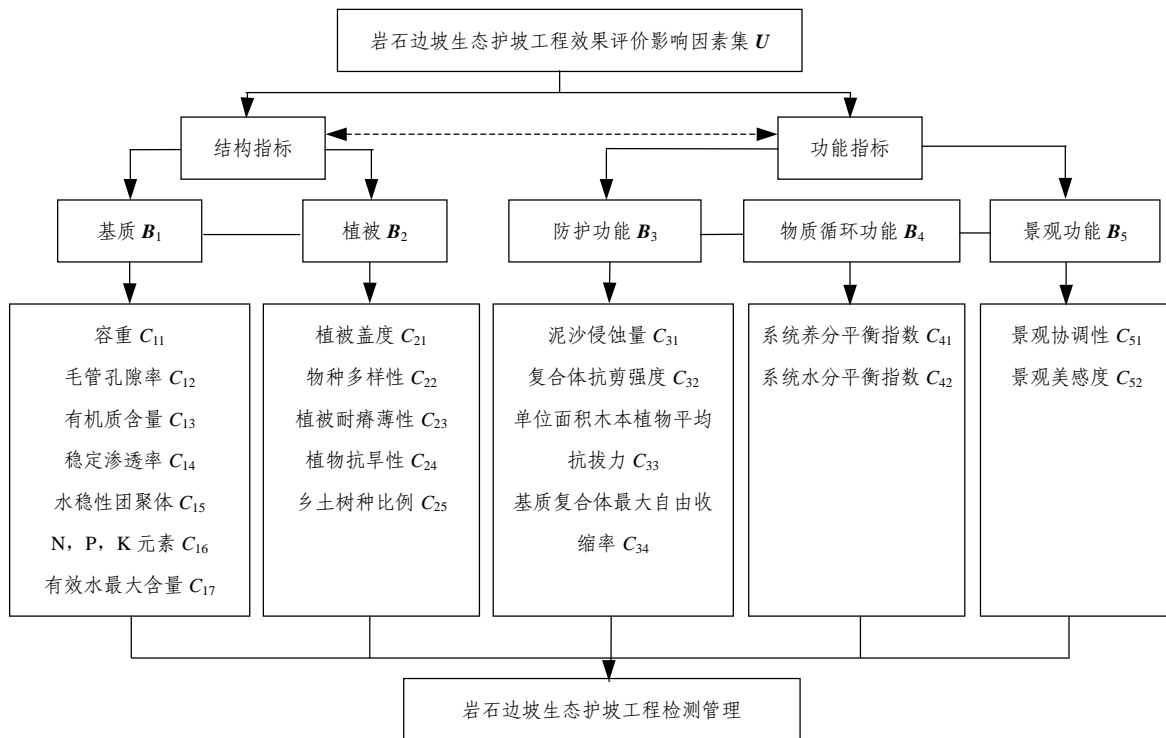 岩石边坡生态护坡工程效果评价影响因素集 U
结构指标
功能指标
基质 B1
植被 B2
防护功能 B3
物质循环功能 B4
景观功能 B5
容重 C11
毛管孔隙率 C12
有机质含量 C13
稳定渗透率 C14
水稳性团聚体 C15
N，P，K 元素 C16
有效水最大含量 C17
植被盖度 C21
物种多样性 C22
植被耐瘠薄性 C23
植物抗旱性 C24
乡土树种比例 C25
泥沙侵蚀量 C31
复合体抗剪强度 C32
单位面积木本植物平均
抗拔力 C33
基质复合体最大自由收
缩率 C34
系统养分平衡指数 C41
系统水分平衡指数 C42
景观协调性 C51
景观美感度 C52
岩石边坡生态护坡工程检测管理